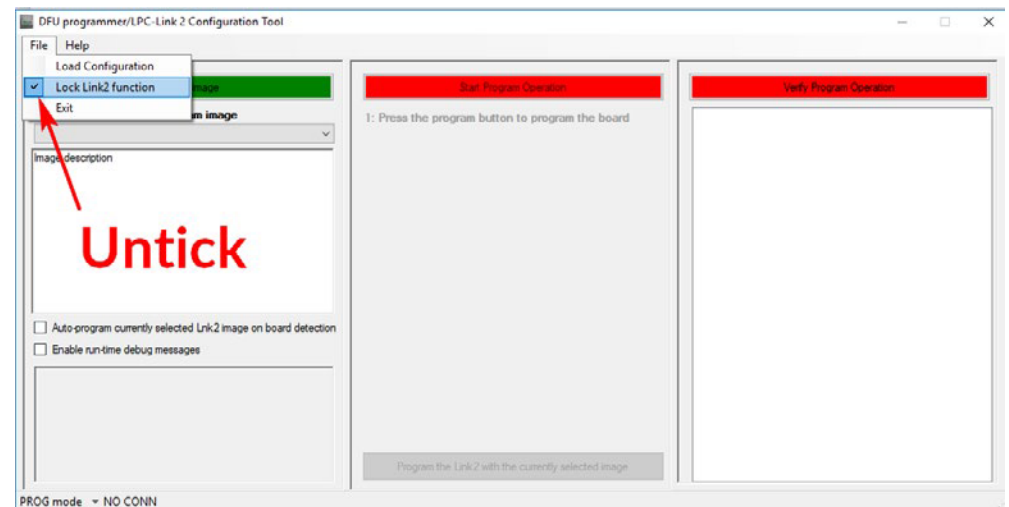 DFU programmer/LPC-Link 2 Configuration Tool
File Help
Load Configuration
Lock Link2 function
Exit
mage
m image
Image description
Untick
Auto-program currently selected Lnk2 image on board detection
Enable run-time debug messages
Start Program Operation
1: Press the program button to program the board
Program the Link2 with the currently selected image
Verify Program Operation
PROG mode NO CONN